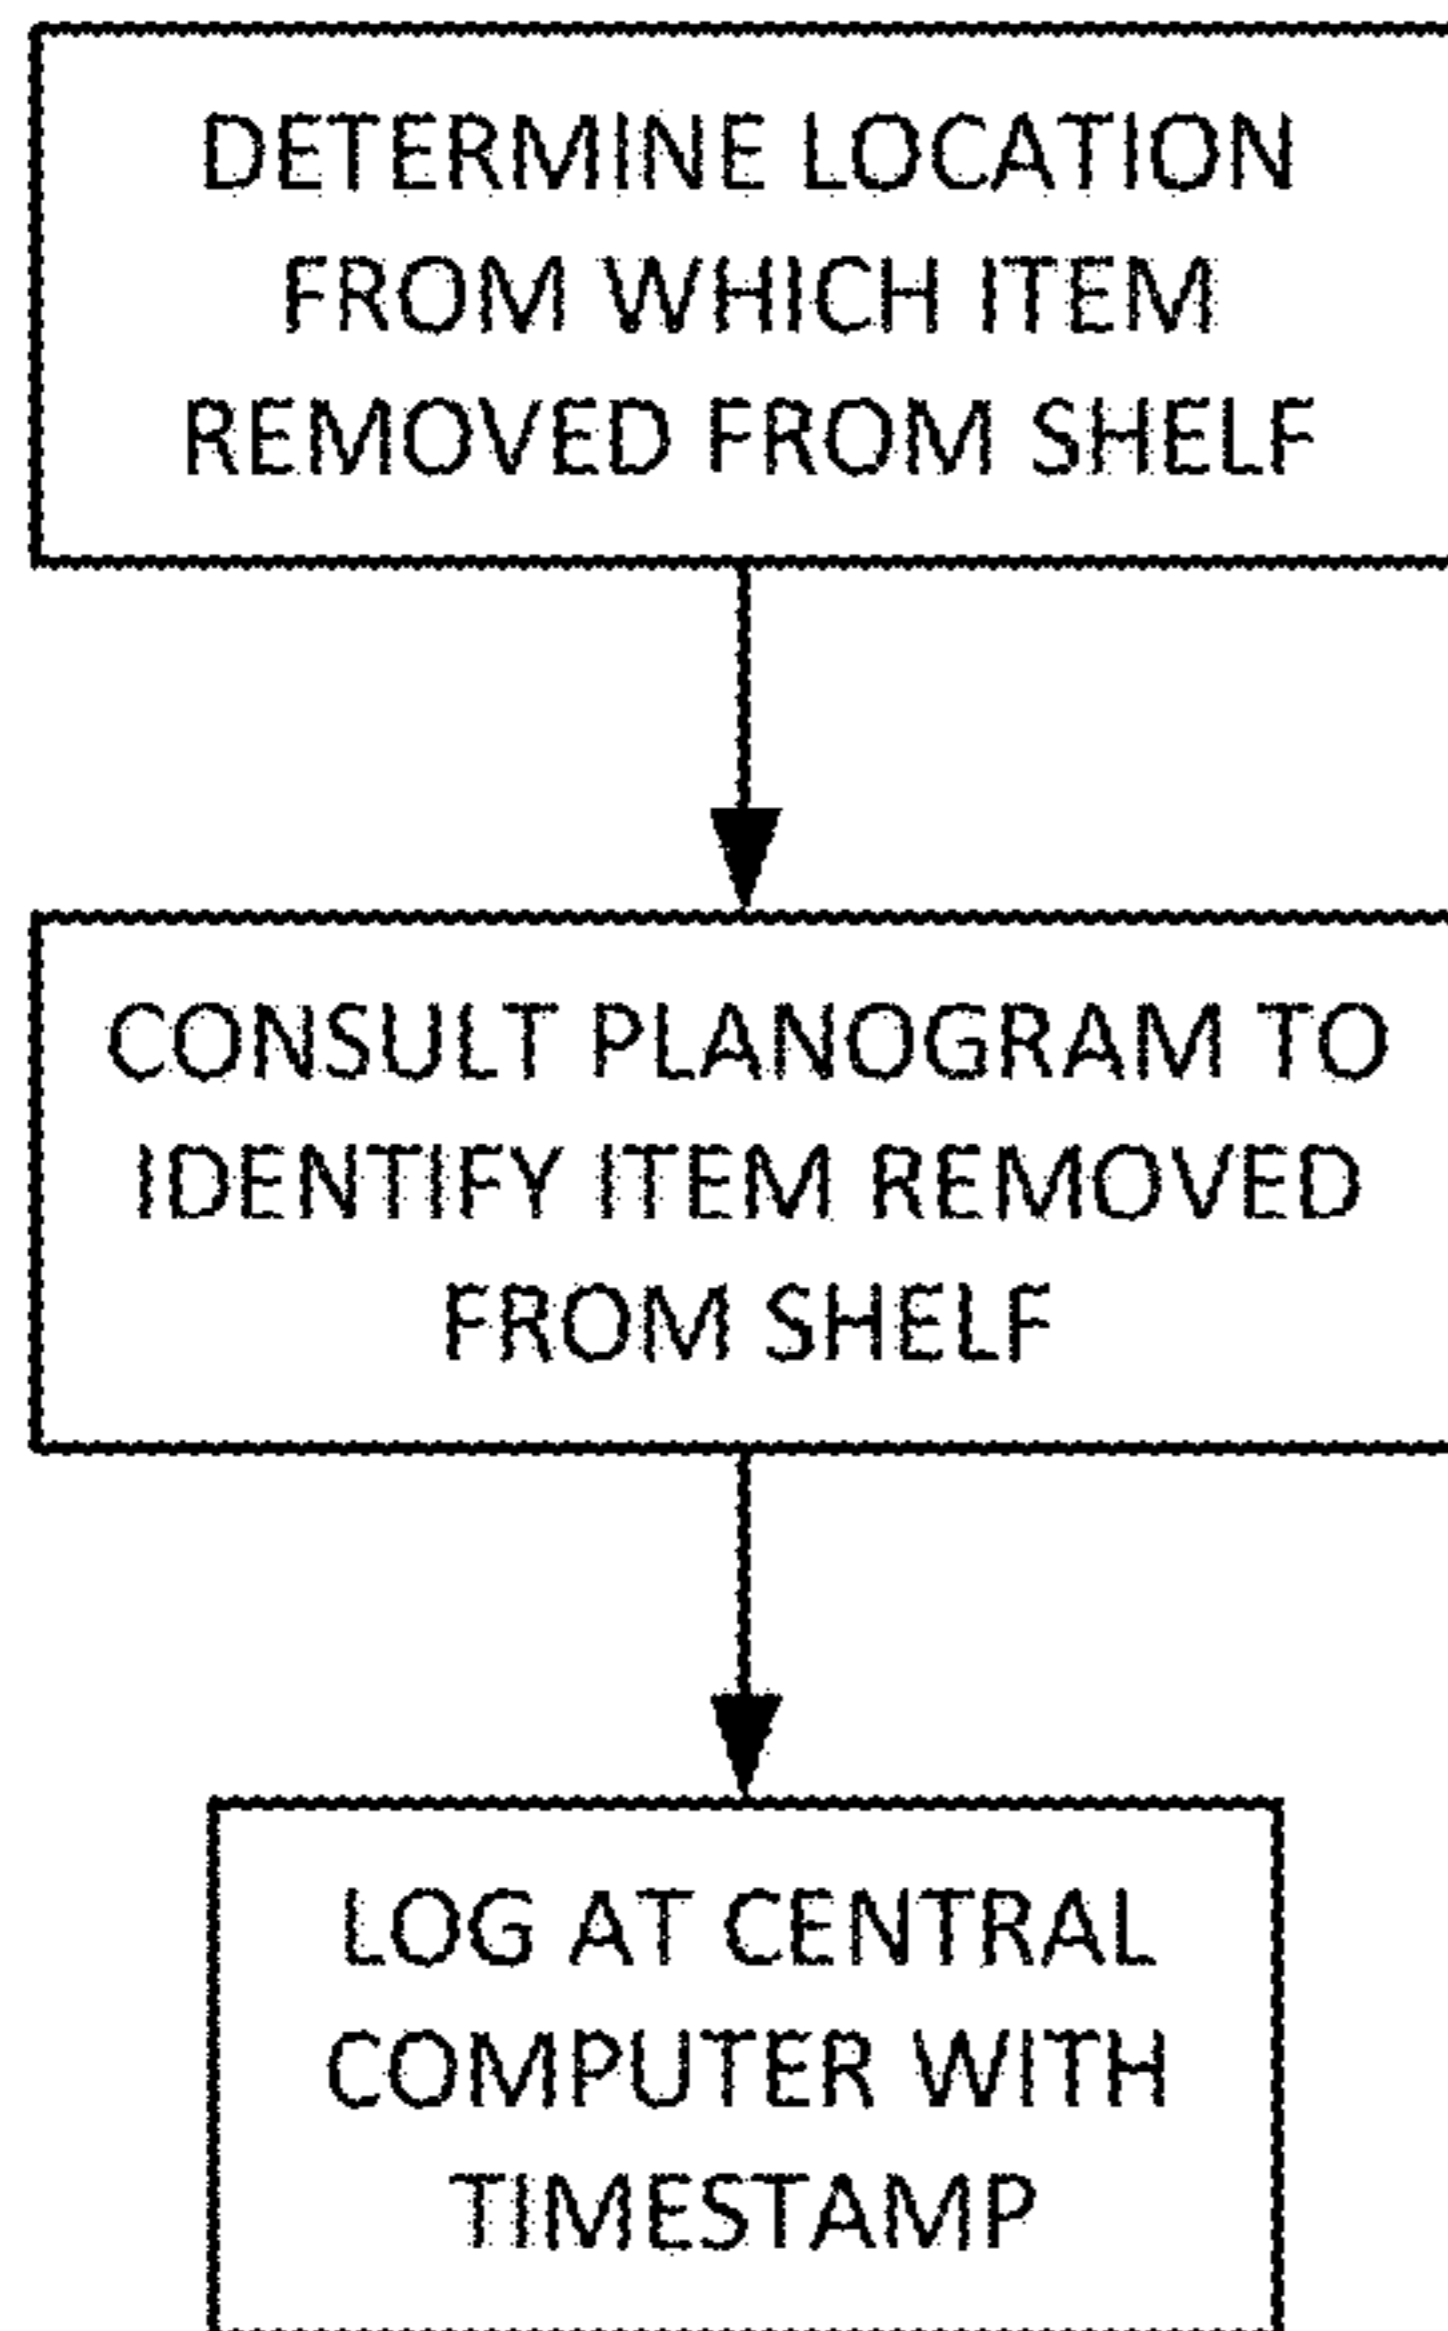 DETERMINE LOCATION
FROM WHICH ITEM
REMOVED FROM SHELF
CONSULT PLANOGRAM TO
IDENTIFY ITEM REMOVED
FROM SHELF
LOG AT CENTRAL
COMPUTER WITH
TIMESTAMP